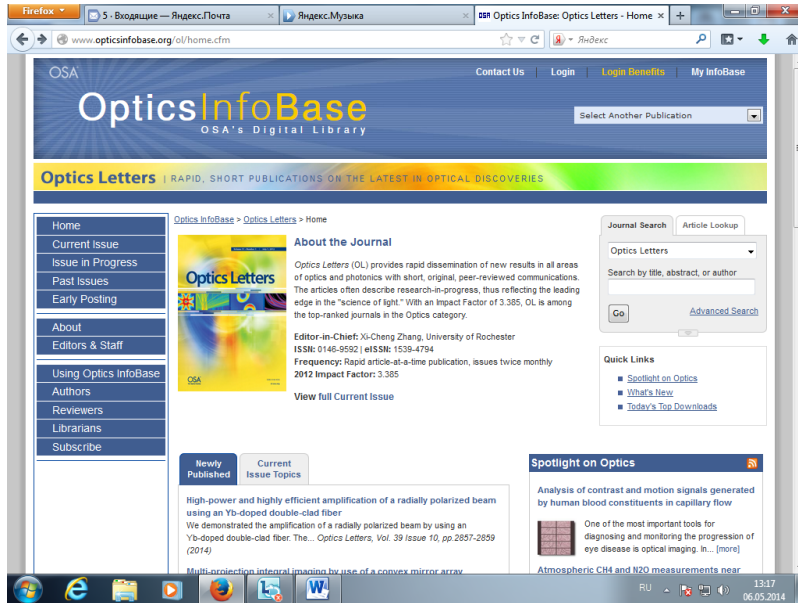 Firefox
5 · Входящие — Яндекс.Почта
Яндекс.Музыка
OSA Optics InfoBase: Optics Letters - Home
www.opticsinfobase.org/ol/home.cfm
Яндекс
OSA
Contact Us | Login | Login Benefits | My InfoBase
OpticsInfoBase
OSA's Digital Library
Select Another Publication
Optics Letters | RAPID, SHORT PUBLICATIONS ON THE LATEST IN OPTICAL DISCOVERIES
Home
Current Issue
Issue in Progress
Past Issues
Early Posting
About
Editors & Staff
Using Optics InfoBase
Authors
Reviewers
Librarians
Subscribe
Optics InfoBase > Optics Letters > Home
Optics Letters
OSA
About the Journal
Optics Letters (OL) provides rapid dissemination of new results in all areas
of optics and photonics with short, original, peer-reviewed communications.
The articles often describe research-in-progress, thus reflecting the leading
edge in the "science of light." With an Impact Factor of 3.385, OL is among
the top-ranked journals in the Optics category.
Editor-in-Chief: Xi-Cheng Zhang, University of Rochester
ISSN: 0146-9592 | eISSN: 1539-4794
Frequency: Rapid article-at-a-time publication, issues twice monthly
2012 Impact Factor: 3.385
View full Current Issue
Journal Search
Article Lookup
Optics Letters
Search by title, abstract, or author
Go
Advanced Search
Quick Links
Spotlight on Optics
What's New
Today's Top Downloads
Newly
Published
Current
Issue Topics
High-power and highly efficient amplification of a radially polarized beam
using an Yb-doped double-clad fiber
We demonstrated the amplification of a radially polarized beam by using an
Yb-doped double-clad fiber. The... Optics Letters, Vol. 39 Issue 10, pp.2857-2859
(2014)
Multi-projection integral imaging by use of a convex mirror array
Spotlight on Optics
Analysis of contrast and motion signals generated
by human blood constituents in capillary flow
One of the most important tools for
diagnosing and monitoring the progression of
eye disease is optical imaging. In... [more]
Atmospheric CH4 and N2O measurements near
RU
13:17
06.05.2014